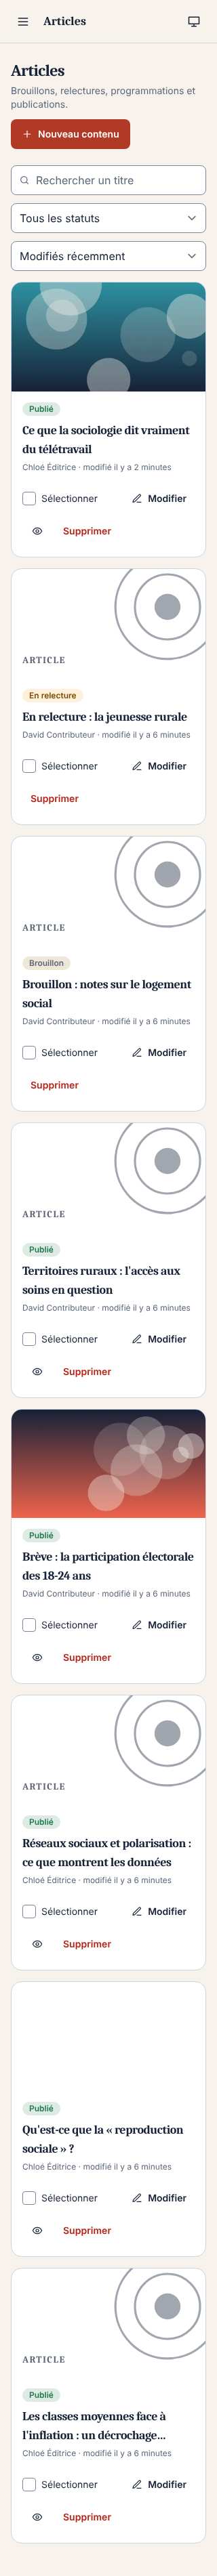 Articles
Articles
Brouillons, relectures, programmations et
publications.
Nouveau contenu
Rechercher un titre
Tous les statuts
Modifiés récemment
Publié
Ce que la sociologie dit vraiment
du télétravail
Chloé Éditrice · modifié il y a 2 minutes
Sélectionner
Modifier
Supprimer
ARTICLE
En relecture
En relecture : la jeunesse rurale
David Contributeur · modifié il y a 6 minutes
Sélectionner
Modifier
Supprimer
ARTICLE
Brouillon
Brouillon : notes sur le logement
social
David Contributeur · modifié il y a 6 minutes
Sélectionner
Modifier
Supprimer
ARTICLE
Publié
Territoires ruraux : l'accès aux
soins en question
David Contributeur · modifié il y a 6 minutes
Sélectionner
Modifier
Supprimer
Publié
Brève : la participation électorale
des 18-24 ans
David Contributeur · modifié il y a 6 minutes
Sélectionner
Modifier
Supprimer
ARTICLE
Publié
Réseaux sociaux et polarisation :
ce que montrent les données
Chloé Éditrice · modifié il y a 6 minutes
Sélectionner
Modifier
Supprimer
Publié
Qu'est-ce que la « reproduction
sociale » ?
Chloé Éditrice · modifié il y a 6 minutes
Sélectionner
Modifier
Supprimer
ARTICLE
Publié
Les classes moyennes face à
l'inflation : un décrochage...
Chloé Éditrice · modifié il y a 6 minutes
Sélectionner
Modifier
Supprimer